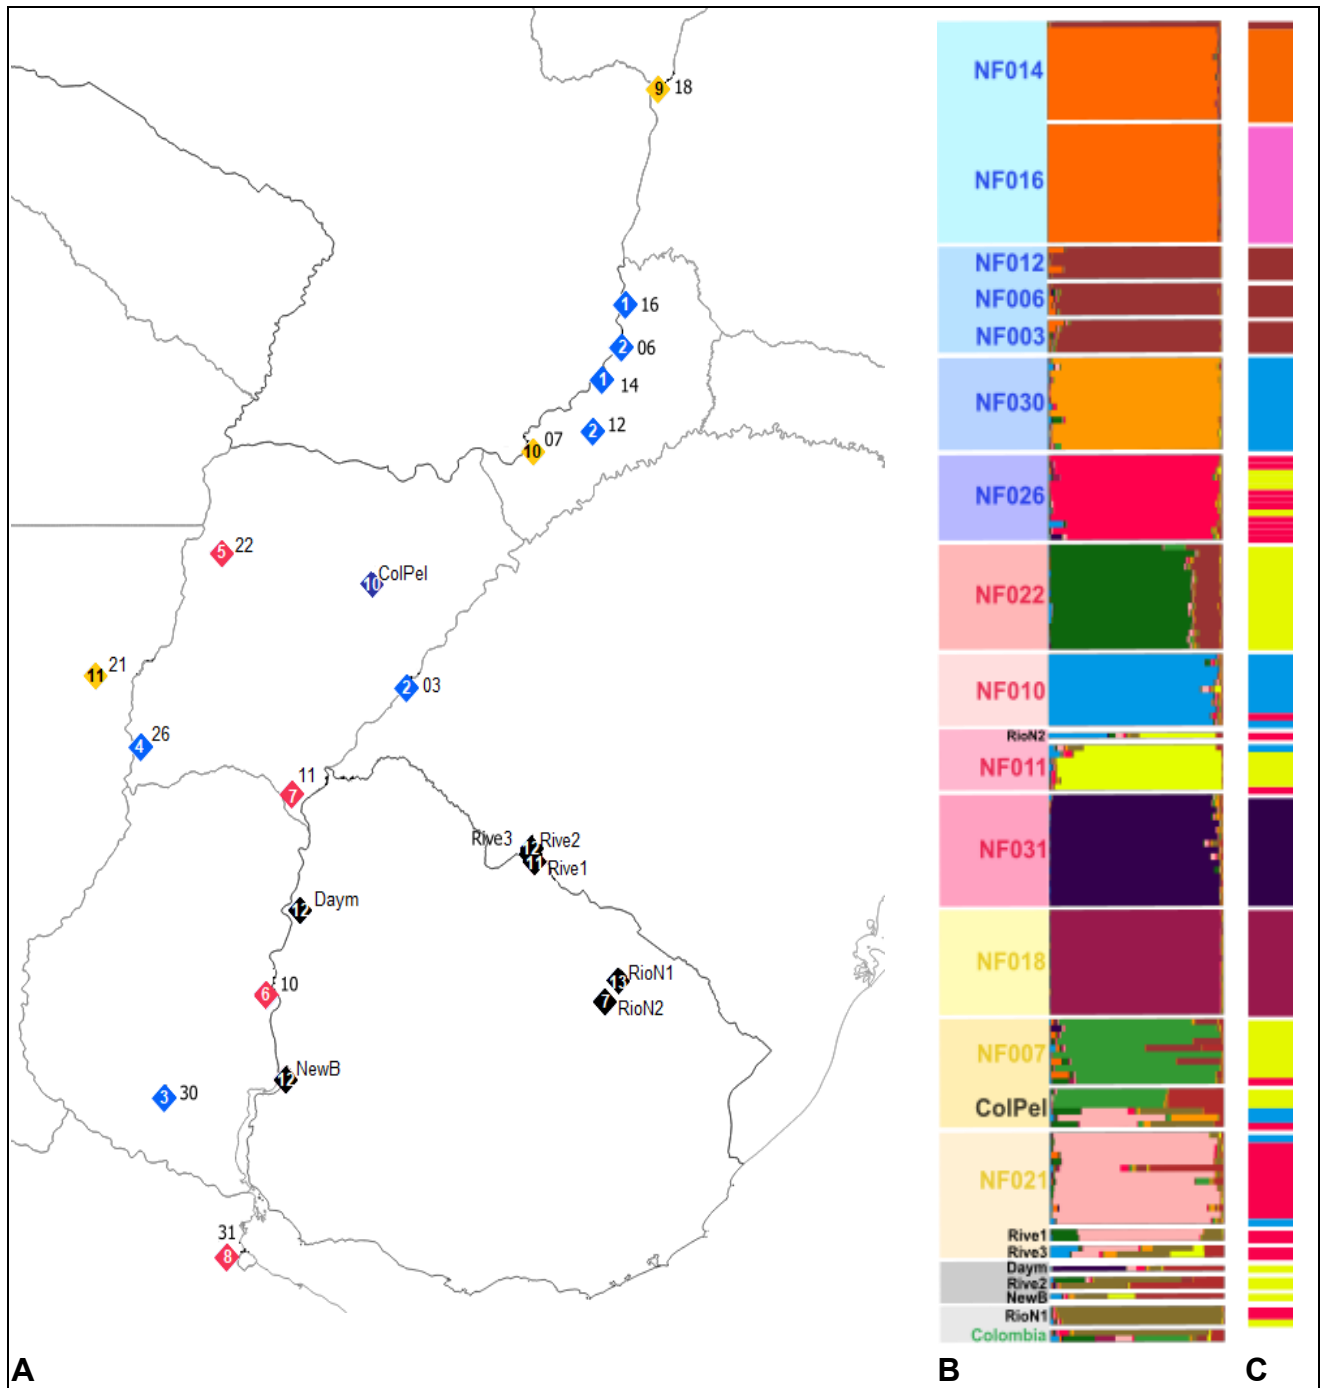 9 18
1 16
2 06
1 14
2 12
10 07
5 22
10 ColPel
11 21
2 03
4 26
7 11
Rive3 12 Rive2
11 Rive1
12 Daym
6 10
13 RioN1
7 RioN2
12 NewB
3 30
31
8
A
NF014
NF016
NF012
NF006
NF003
NF030
NF026
NF022
NF010
RioN2
NF011
NF031
NF018
NF007
ColPel
NF021
Rive1
Rive3
Daym
Rive2
NewB
RioN1
Colombia
B
C